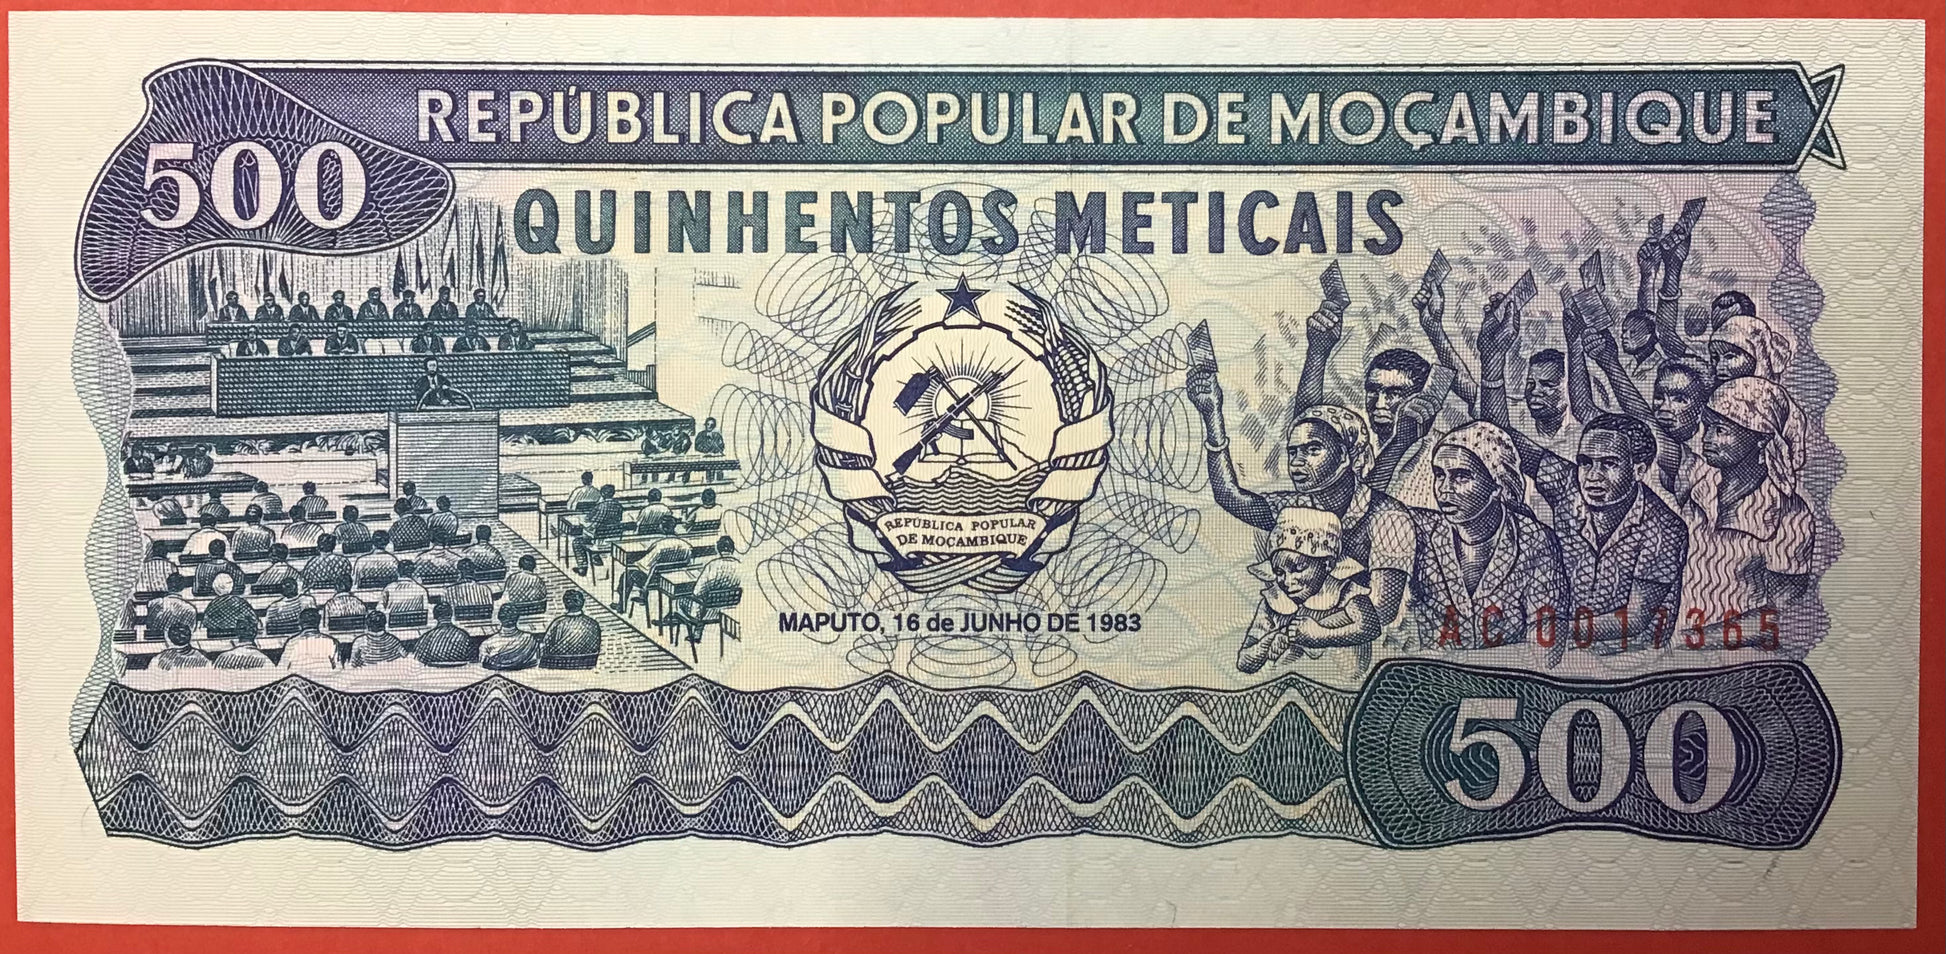 REPÚBLICA POPULAR DE MOÇAMBIQUE
500
QUINHENTOS METICAIS
REPÚBLICA POPULAR
DE MOÇAMBIQUE
MAPUTO, 16 de JUNHO DE 1983
AC 0017365
500